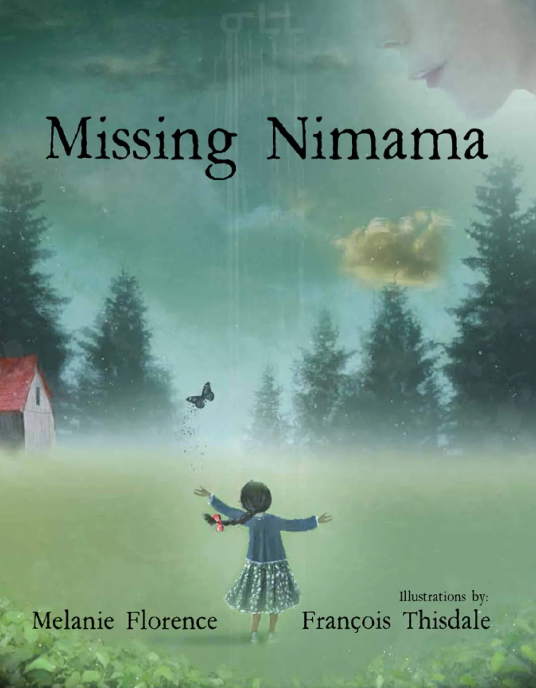 Missing Nimama
Illustrations by:
Melanie Florence François Thisdale